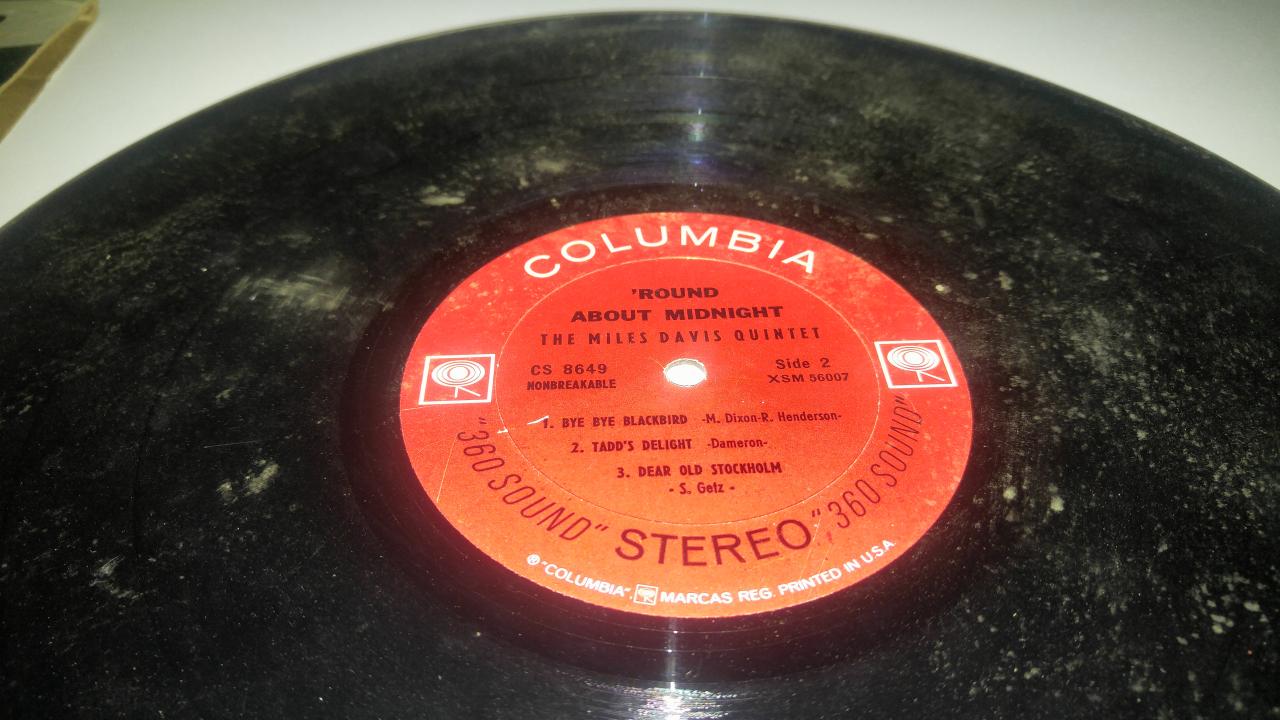 COLUMBIA
'ROUND
ABOUT MIDNIGHT
THE MILES DAVIS QUINTET
CS 8649
NONBREAKABLE
Side 2
XSM 56007
1. BYE BYE BLACKBIRD -M. Dixon-R. Henderson-
2. TADD'S DELIGHT -Dameron-
3. DEAR OLD STOCKHOLM
- S. Getz -
"360 SOUND" STEREO "360 SOUND"
® "COLUMBIA", MARCAS REG. PRINTED IN U.S.A.